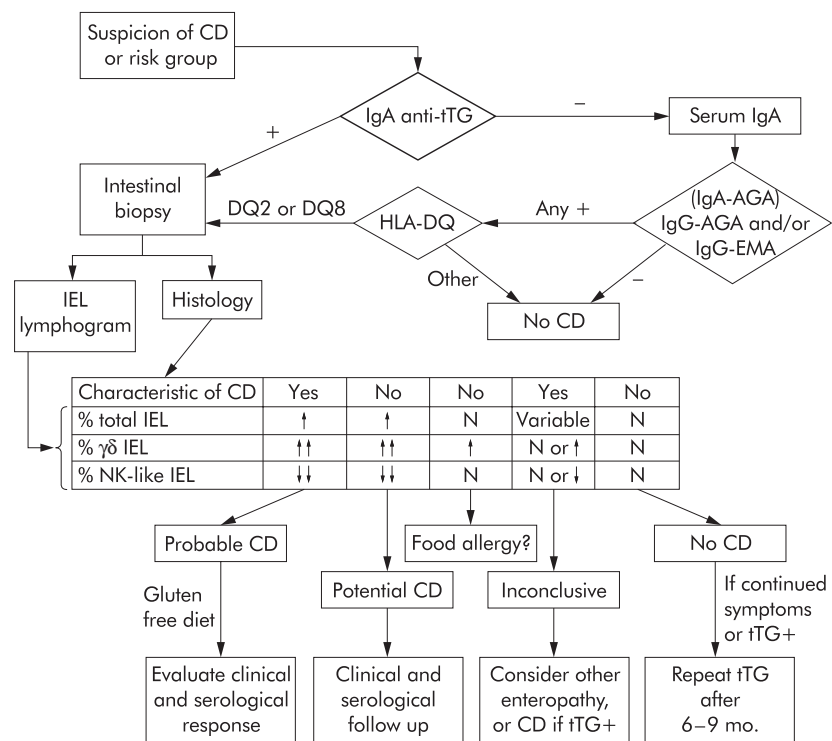 Suspicion of CD
or risk group
IgA anti-tTG
–
Serum IgA
+
Intestinal
biopsy
DQ2 or DQ8
HLA-DQ
Any +
(IgA-AGA)
IgG-AGA and/or
IgG-EMA
Other
–
No CD
IEL
lymphogram
Histology
Characteristic of CD Yes No No Yes No
% total IEL ↑ ↑ N Variable N
% γδ IEL ↑↑ ↑↑ ↑ N or ↑ N
% NK-like IEL ↓↓ ↓↓ N N or ↓ N
Probable CD
Food allergy?
No CD
Gluten
free diet
Potential CD
Inconclusive
If continued
symptoms
or tTG+
Evaluate clinical
and serological
response
Clinical and
serological
follow up
Consider other
enteropathy,
or CD if tTG+
Repeat tTG
after
6–9 mo.